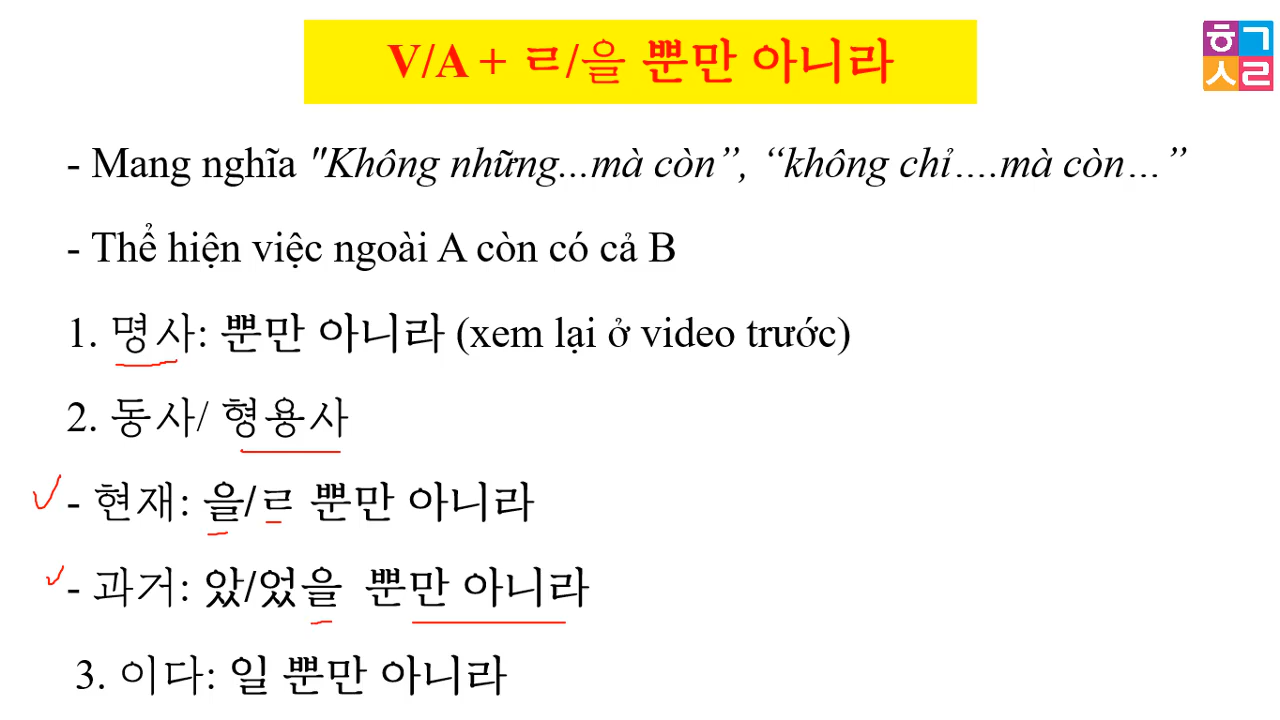 V/A + ㄹ/을 뿐만 아니라
ㅎㄱ
ㅅㄹ
- Mang nghĩa "Không những...mà còn”, “không chỉ….mà còn…”
- Thể hiện việc ngoài A còn có cả B
1. 명사: 뿐만 아니라 (xem lại ở video trước)
2. 동사/ 형용사
- 현재: 을/ㄹ 뿐만 아니라
- 과거: 았/었을 뿐만 아니라
3. 이다: 일 뿐만 아니라